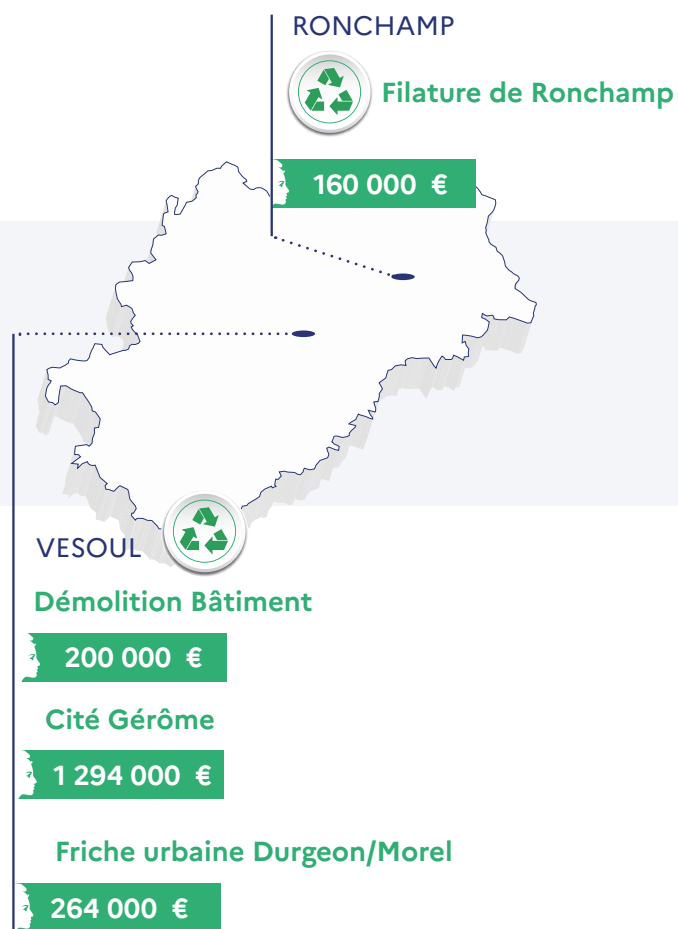 RONCHAMP
Filature de Ronchamp
160 000 €
VESOUL
Démolition Bâtiment
200 000 €
Cité Gérôme
1 294 000 €
Friche urbaine Durgeon/Morel
264 000 €